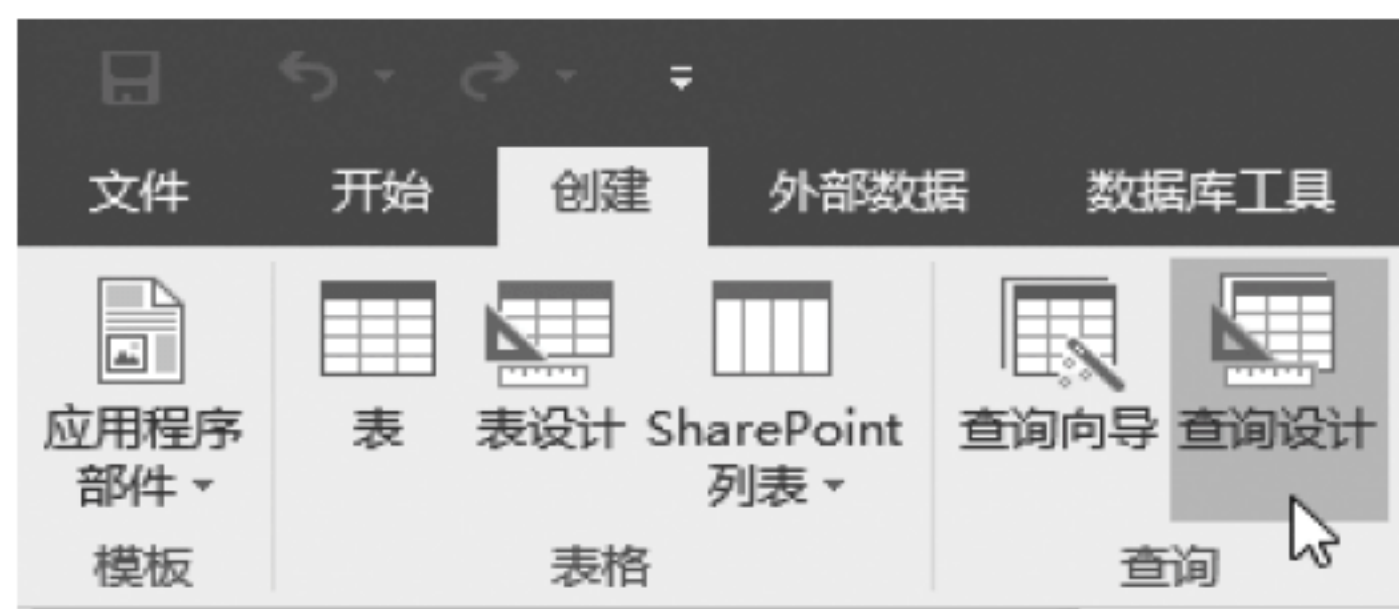 文件 开始 创建 外部数据 数据库工具
应用程序
部件
表
表设计
SharePoint
列表
查询向导
查询设计
模板 表格 查询